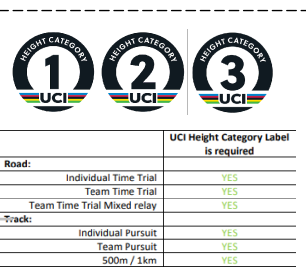 HEIGHT CATEGORY
1
UCI
HEIGHT CATEGORY
2
UCI
HEIGHT CATEGORY
3
UCI
UCI Height Category Label
is required
Road:
Individual Time Trial YES
Team Time Trial YES
Team Time Trial Mixed relay YES
Track:
Individual Pursuit YES
Team Pursuit YES
500m / 1km YES